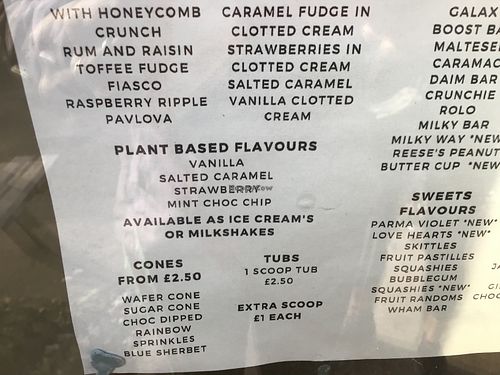 WITH HONEYCOMB
CRUNCH
RUM AND RAISIN
TOFFEE FUDGE
FIASCO
RASPBERRY RIPPLE
PAVLOVA
CARAMEL FUDGE IN
CLOTTED CREAM
STRAWBERRIES IN
CLOTTED CREAM
SALTED CARAMEL
VANILLA CLOTTED
CREAM
GALAX
BOOST BA
MALTESE
CARAMAC
DAIM BAR
CRUNCHIE
ROLO
MILKY BAR
MILKY WAY *NEW
REESE'S PEANUT
BUTTER CUP *NEW
PLANT BASED FLAVOURS
VANILLA
SALTED CARAMEL
STRAWBERRY
MINT CHOC CHIP
AVAILABLE AS ICE CREAM'S
OR MILKSHAKES
CONES
FROM £2.50
WAFER CONE
SUGAR CONE
CHOC DIPPED
RAINBOW
SPRINKLES
BLUE SHERBET
TUBS
1 SCOOP TUB
£2.50
EXTRA SCOOP
£1 EACH
SWEETS
FLAVOURS
PARMA VIOLET *NEW*
LOVE HEARTS *NEW*
SKITTLES
FRUIT PASTILLES
SQUASHIES
BUBBLEGUM
SQUASHIES *NEW*
FRUIT RANDOMS
WHAM BAR
JA
GI
CHOC